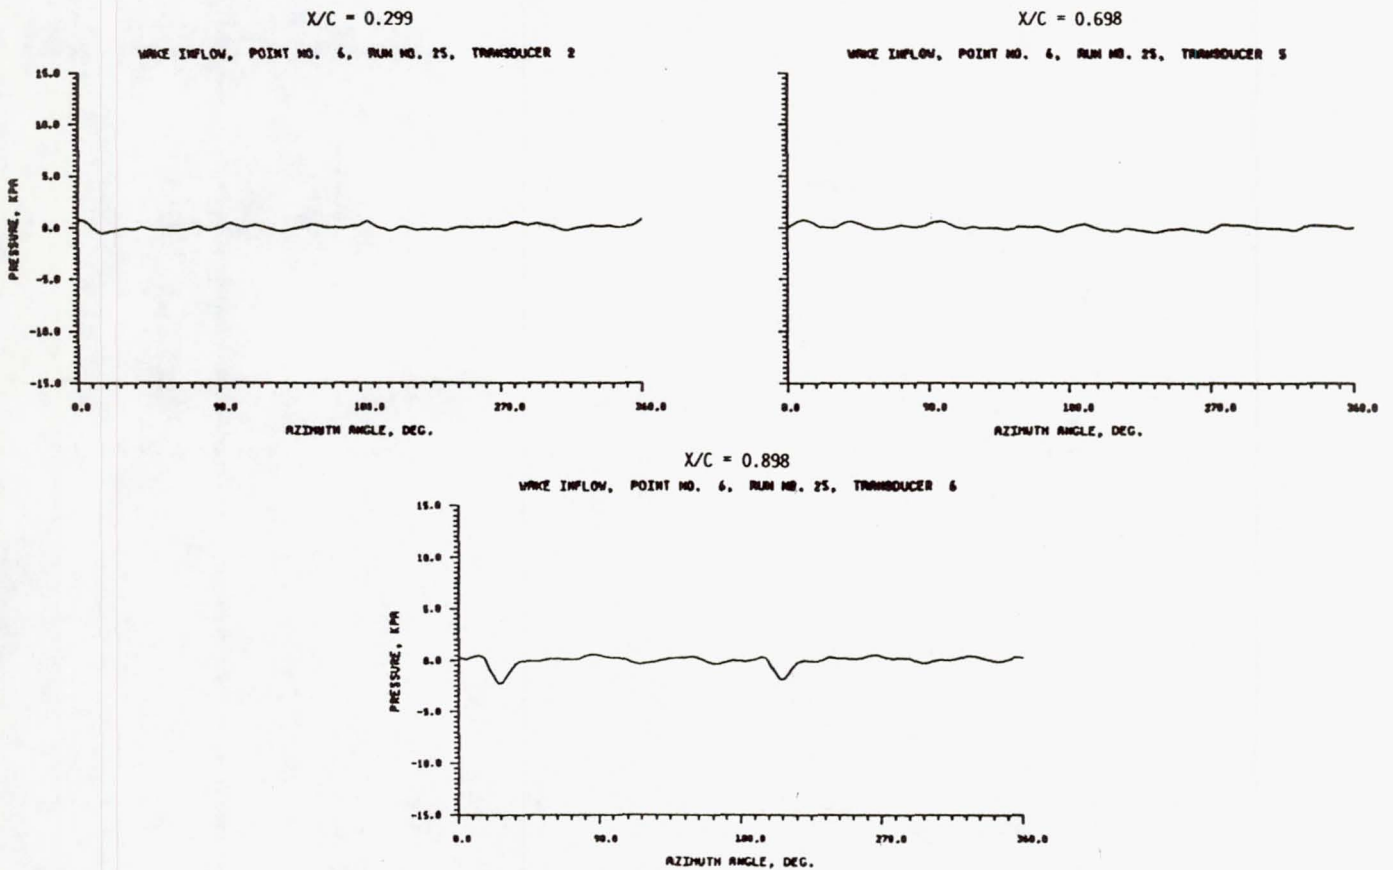 X/C = 0.299
WAKE INFLOW, POINT NO. 6, RUN NO. 25, TRANSDUCER 2
15.0
10.0
5.0
0.0
-5.0
-10.0
-15.0
PRESSURE, KPA
0.0 90.0 180.0 270.0 360.0
AZIMUTH ANGLE, DEG.
X/C = 0.698
WAKE INFLOW, POINT NO. 6, RUN NO. 25, TRANSDUCER 5
0.0 90.0 180.0 270.0 360.0
AZIMUTH ANGLE, DEG.
X/C = 0.898
WAKE INFLOW, POINT NO. 6, RUN NO. 25, TRANSDUCER 6
15.0
10.0
5.0
0.0
-5.0
-10.0
-15.0
PRESSURE, KPA
0.0 90.0 180.0 270.0 360.0
AZIMUTH ANGLE, DEG.